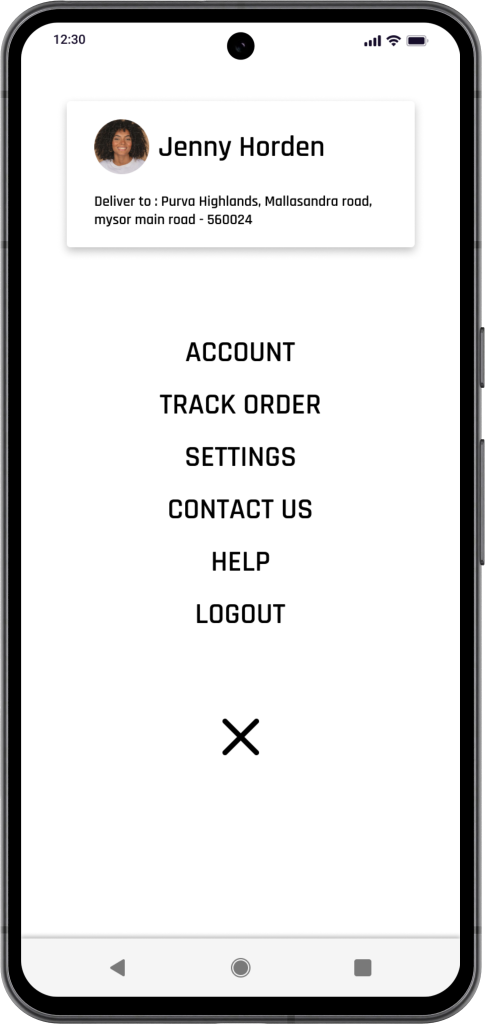 12:30
Jenny Horden
Deliver to : Purva Highlands, Mallasandra road,
mysor main road - 560024
ACCOUNT
TRACK ORDER
SETTINGS
CONTACT US
HELP
LOGOUT